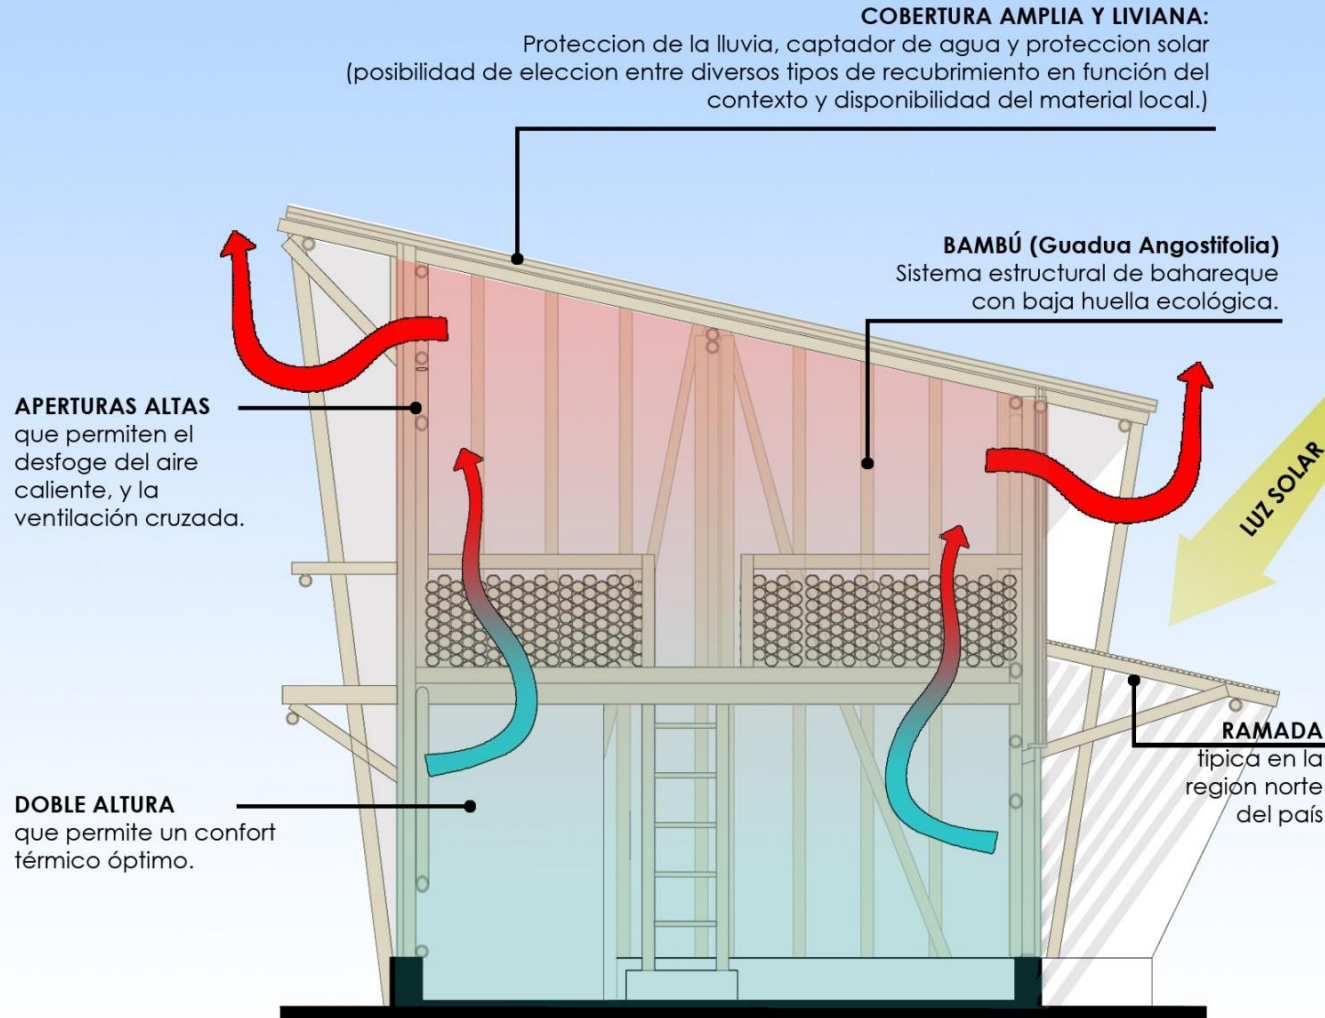 COBERTURA AMPLIA Y LIVIANA:
Proteccion de la lluvia, captador de agua y proteccion solar
(posibilidad de eleccion entre diversos tipos de recubrimiento en función del
contexto y disponibilidad del material local.)
BAMBÚ (Guadua Angostifolia)
Sistema estructural de bahareque
con baja huella ecológica.
APERTURAS ALTAS
que permiten el
desfoge del aire
caliente, y la
ventilación cruzada.
LUZ SOLAR
RAMADA
tipica en la
region norte
del país
DOBLE ALTURA
que permite un confort
térmico óptimo.